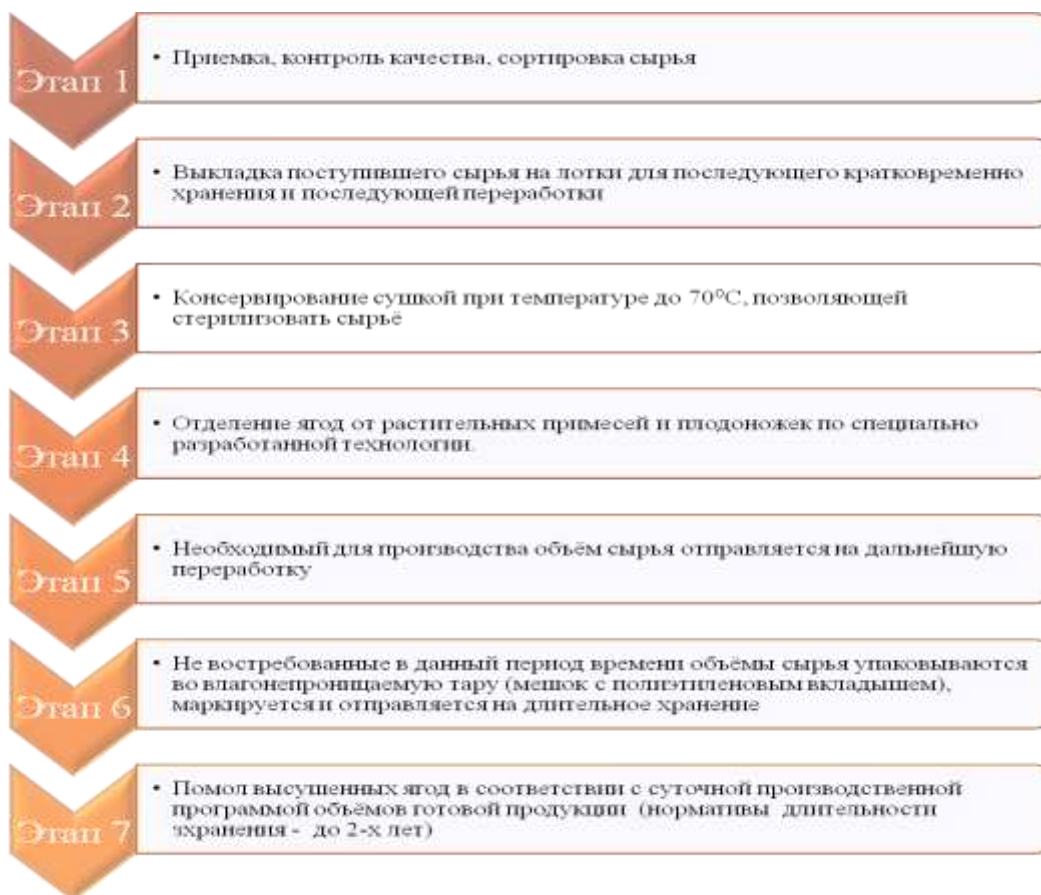 Этап 1
• Приемка, контроль качества, сортировка сырья
Этап 2
• Выкладка поступившего сырья на лотки для последующего кратковременно
хранения и последующей переработки
Этап 3
• Консервирование сушкой при температуре до 70⁰С, позволяющей
стерилизовать сырьё
Этап 4
• Отделение ягод от растительных примесей и плодоножек по специально
разработанной технологии.
Этап 5
• Необходимый для производства объём сырья отправляется на дальнейшую
переработку
Этап 6
• Не востребованные в данный период времени объёмы сырья упаковываются
во влагонепроницаемую тару (мешок с полиэтиленовым вкладышем),
маркируется и отправляется на длительное хранение
Этап 7
• Помол высушенных ягод в соответствии с суточной производственной
программой объёмов готовой продукции (нормативы длительности
зхранения - до 2-х лет)